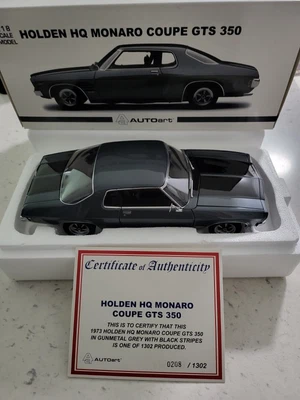 1:18
SCALE
MODEL
HOLDEN HQ MONARO COUPE GTS 350
AUTOart
Certificate of Authenticity
HOLDEN HQ MONARO
COUPE GTS 350
THIS IS TO CERTIFY THAT THIS
1973 HOLDEN HQ MONARO COUPE GTS 350
IN GUNMETAL GREY WITH BLACK STRIPES
IS ONE OF 1302 PRODUCED.
AUTOart
0208 / 1302